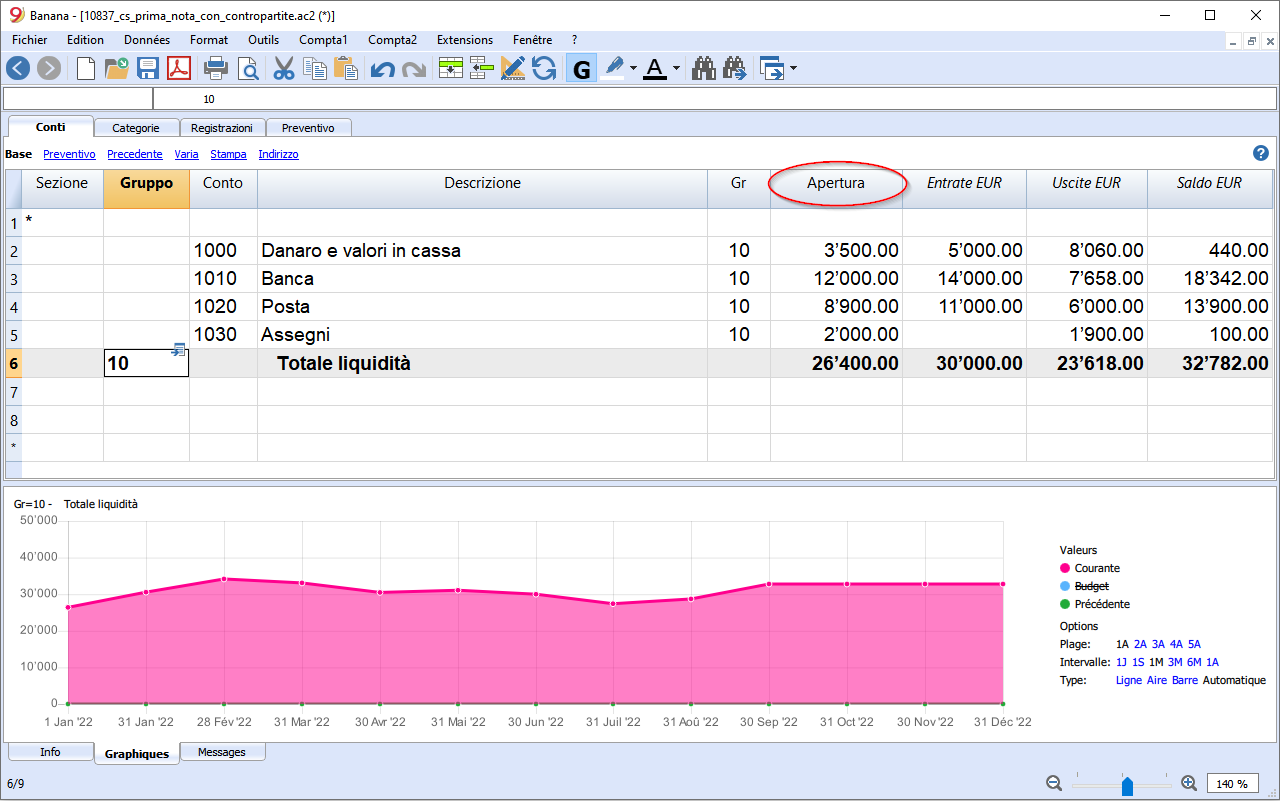 Banana - [10837_cs_prima_nota_con_contropartite.ac2 (*)]
Fichier Edition Données Format Outils Compta1 Compta2 Extensions Fenêtre ?
G A
10
Conti Categorie Registrazioni Preventivo
Base Preventivo Precedente Varia Stampa Indirizzo ?
Sezione Gruppo Conto Descrizione Gr Apertura Entrate EUR Uscite EUR Saldo EUR
1 *
2 1000 Danaro e valori in cassa 10 3’500.00 5’000.00 8’060.00 440.00
3 1010 Banca 10 12’000.00 14’000.00 7’658.00 18’342.00
4 1020 Posta 10 8’900.00 11’000.00 6’000.00 13’900.00
5 1030 Assegni 10 2’000.00 1’900.00 100.00
6 10 Totale liquidità 26’400.00 30’000.00 23’618.00 32’782.00
7
8
*
Gr=10 - Totale liquidità
50’000
40’000
30’000
20’000
10’000
0
1 Jan '22 31 Jan '22 28 Fév '22 31 Mar '22 30 Avr '22 31 Mai '22 30 Jun '22 31 Juil '22 31 Aoû '22 30 Sep '22 31 Oct '22 30 Nov '22 31 Déc '22
Valeurs
Courante
Budget
Précédente
Options
Plage: 1A 2A 3A 4A 5A
Intervalle: 1J 1S 1M 3M 6M 1A
Type: Ligne Aire Barre Automatique
Info Graphiques Messages
6/9 140 %